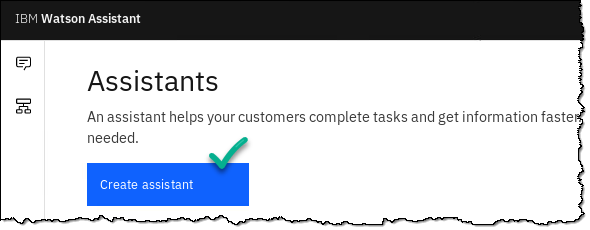 IBM Watson Assistant
Assistants
An assistant helps your customers complete tasks and get information faster
needed.
Create assistant